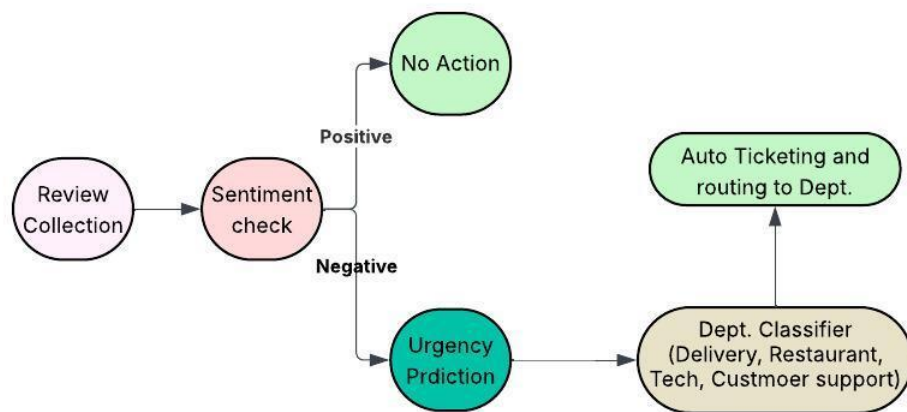 No Action
Positive
Review
Collection
Sentiment
check
Negative
Auto Ticketing and
routing to Dept.
Urgency
Prdiction
Dept. Classifier
(Delivery, Restaurant,
Tech, Custmoer support)